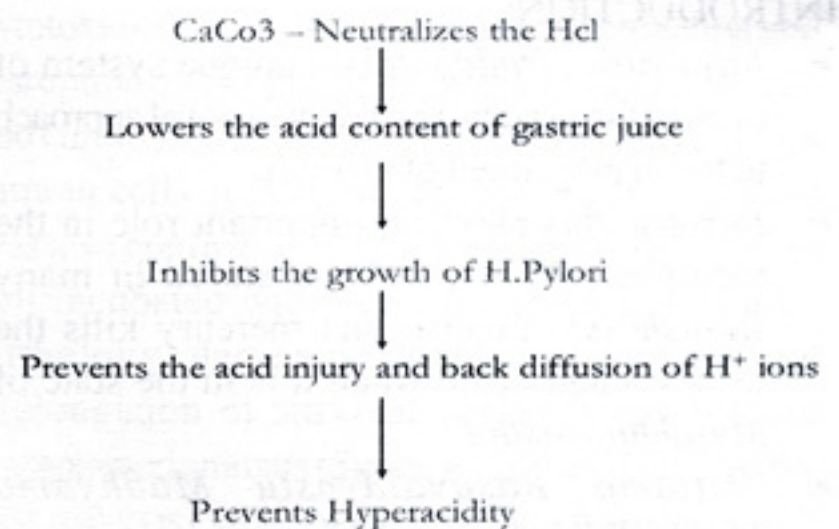 CaCo3 – Neutralizes the Hcl
Lowers the acid content of gastric juice
Inhibits the growth of H.Pylori
Prevents the acid injury and back diffusion of H⁺ ions
Prevents Hyperacidity